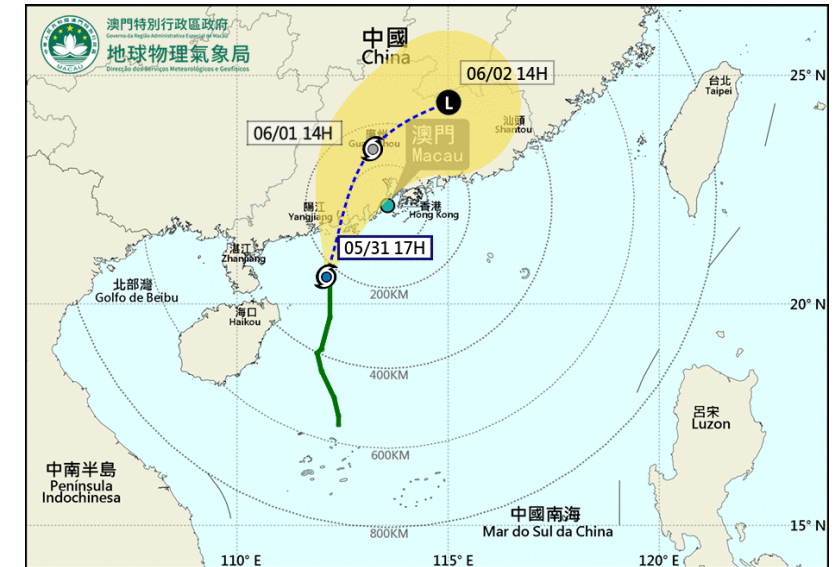 澳門特別行政區政府
Governo da Região Administrativa Especial de Macau
地球物理氣象局
Direcção dos Serviços Meteorológicos e Geofísicos
MACAU
中國
China
06/02 14H
25° N
台北
Taipei
L
06/01 14H
廣州
汕頭
Shantou
澳門
Macau
陽江
Yangjiang
香港
Hong Kong
05/31 17H
湛江
Zhanjiang
北部灣
Golfo de Beibu
200KM
20° N
海口
Haikou
400KM
呂宋
Luzon
600KM
中南半島
Península
Indochinesa
中國南海
Mar do Sul da China
800KM
15° N
110° E
115° E
120° E